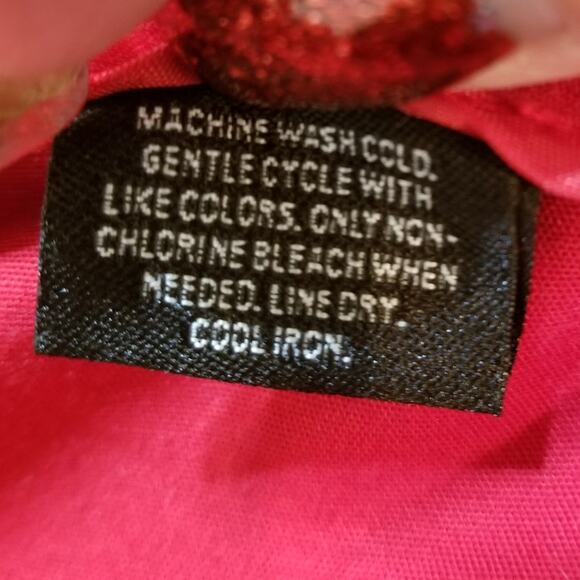 MACHINE WASH COLD.
GENTLE CYCLE WITH
LIKE COLORS. ONLY NON-
CHLORINE BLEACH WHEN
NEEDED. LINE DRY.
COOL IRON.